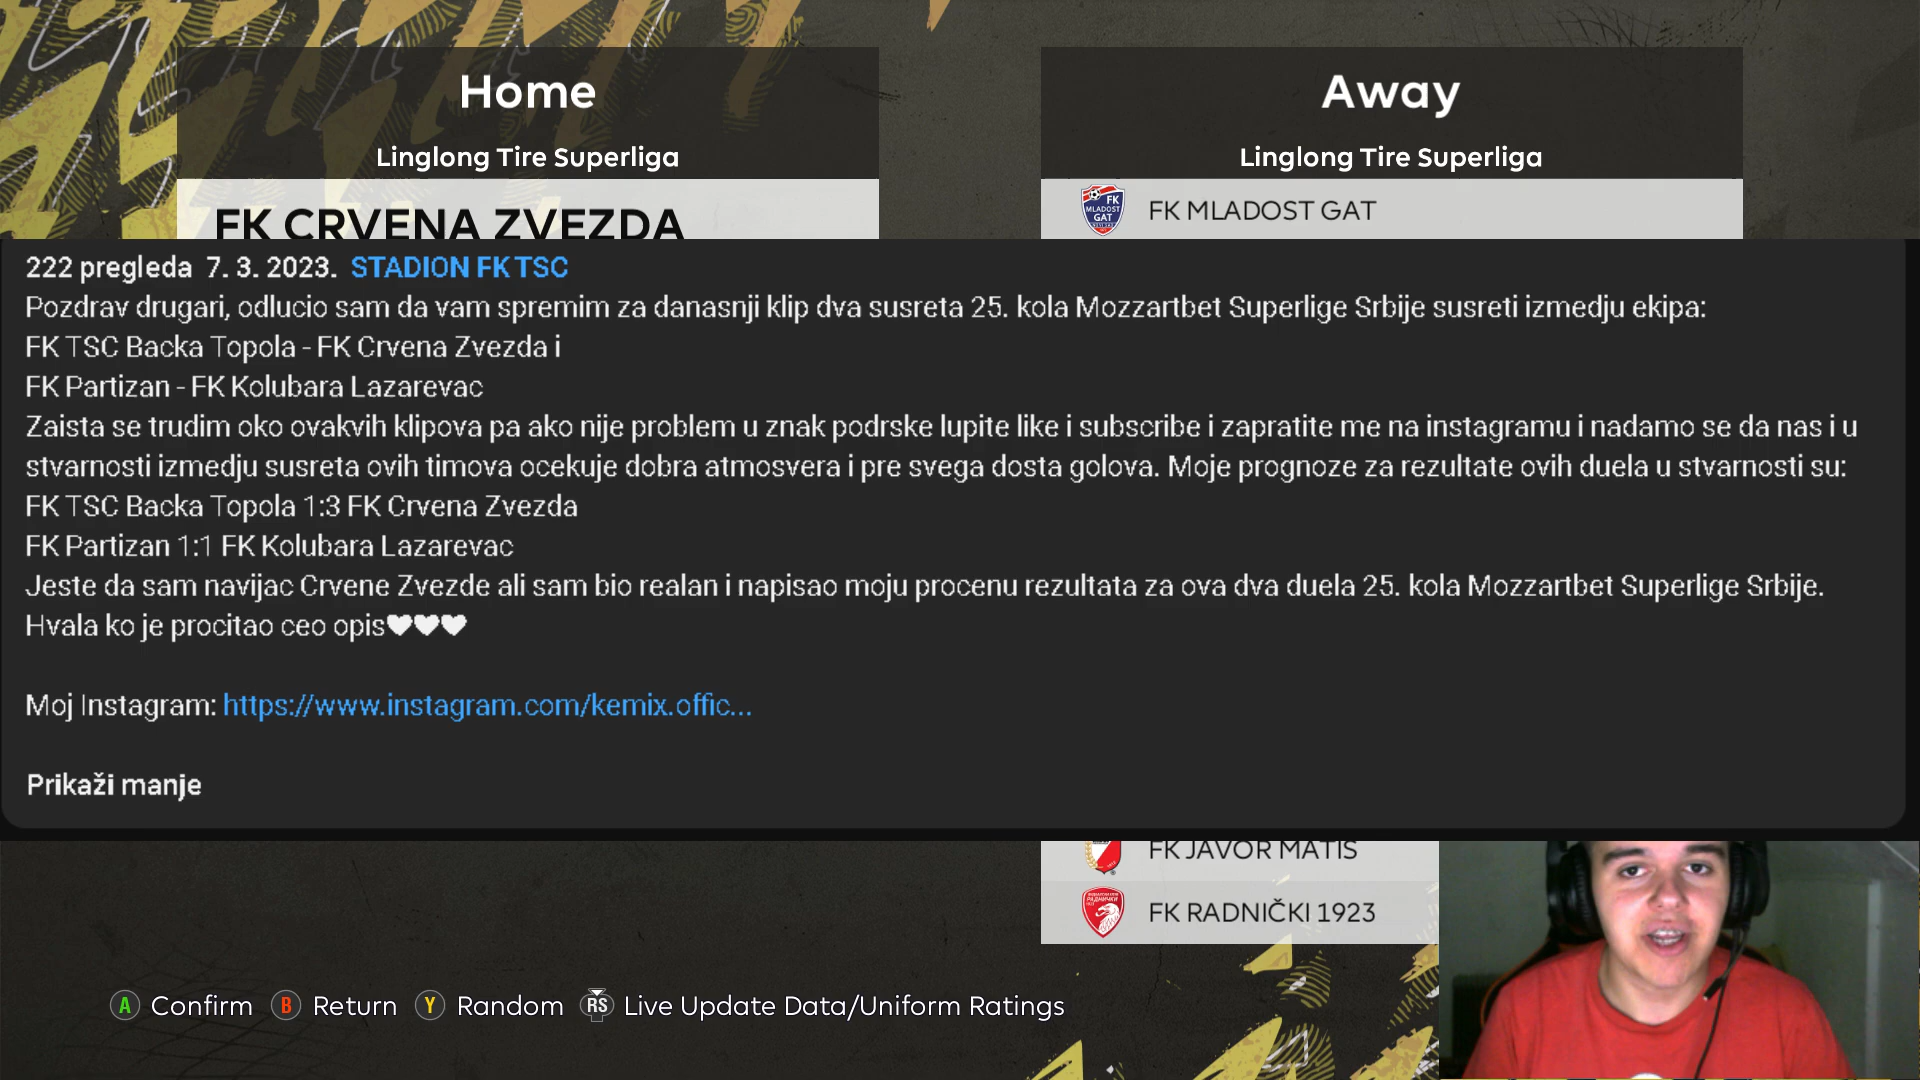 Home
Linglong Tire Superliga
FK CRVENA ZVEZDA
Away
Linglong Tire Superliga
FK MLADOST GAT
FK MLADOST GAT
222 pregleda 7. 3. 2023. STADION FK TSC
Pozdrav drugari, odlucio sam da vam spremim za danasnji klip dva susreta 25. kola Mozzartbet Superlige Srbije susreti izmedju ekipa:
FK TSC Backa Topola - FK Crvena Zvezda i
FK Partizan - FK Kolubara Lazarevac
Zaista se trudim oko ovakvih klipova pa ako nije problem u znak podrske lupite like i subscribe i zapratite me na instagramu i nadamo se da nas i u
stvarnosti izmedju susreta ovih timova ocekuje dobra atmosvera i pre svega dosta golova. Moje prognoze za rezultate ovih duela u stvarnosti su:
FK TSC Backa Topola 1:3 FK Crvena Zvezda
FK Partizan 1:1 FK Kolubara Lazarevac
Jeste da sam navijac Crvene Zvezde ali sam bio realan i napisao moju procenu rezultata za ova dva duela 25. kola Mozzartbet Superlige Srbije.
Hvala ko je procitao ceo opis🤍🤍🤍
Moj Instagram: https://www.instagram.com/kemix.offic...
Prikaži manje
FK JAVOR MATIS
FK RADNIČKI 1923
A Confirm B Return Y Random RS Live Update Data/Uniform Ratings